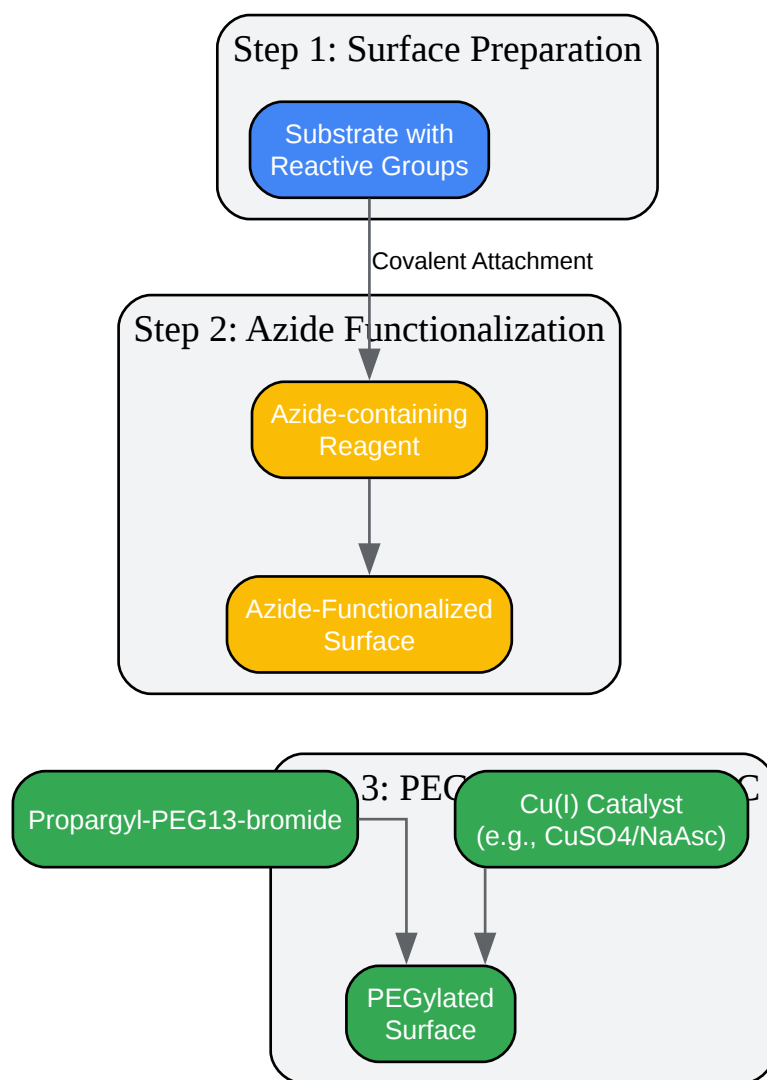 Step 1: Surface Preparation
Substrate with
Reactive Groups
Covalent Attachment
Step 2: Azide Functionalization
Azide-containing
Reagent
Azide-Functionalized
Surface
3: PEG
Propargyl-PEG13-bromide
Cu(I) Catalyst
(e.g., CuSO4/NaAsc)
PEGylated
Surface